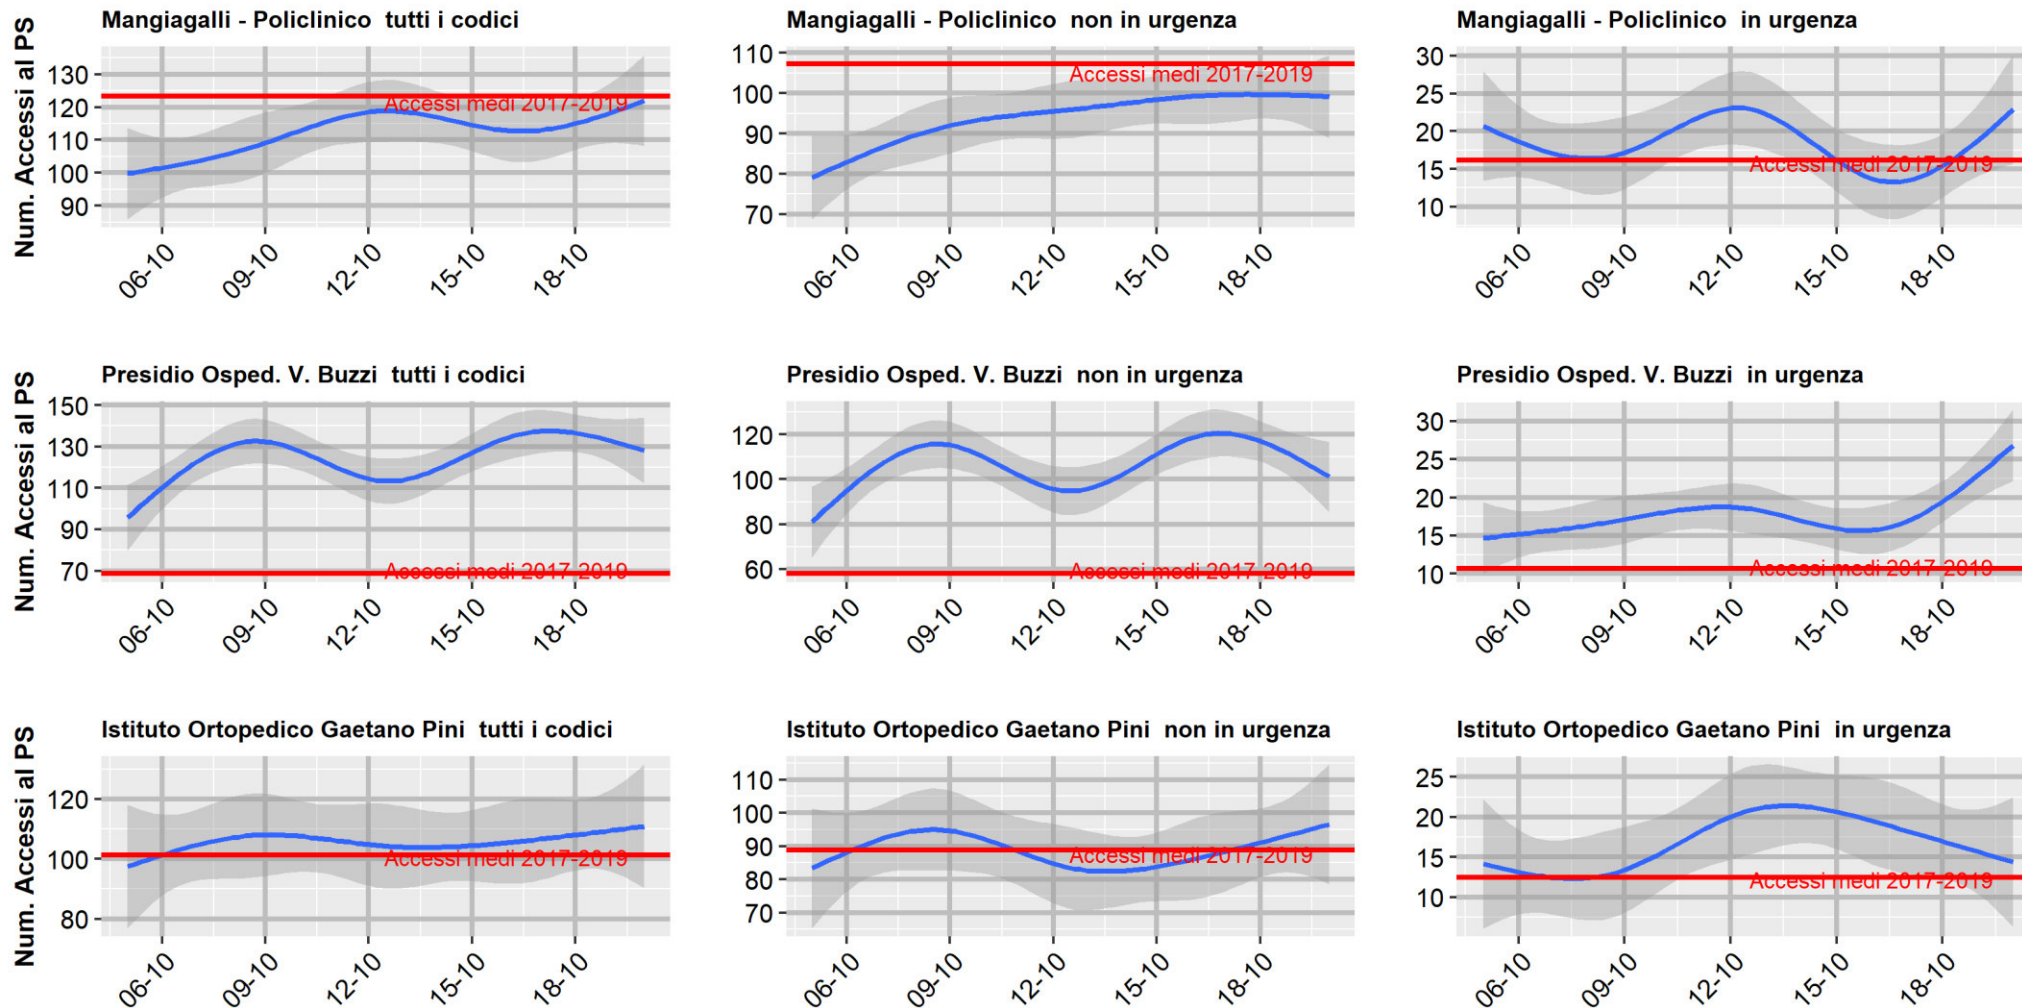 Mangiagalli - Policlinico  tutti i codici
Num. Accessi al PS
130
120
110
100
90
Accessi medi 2017-2019
06-10 09-10 12-10 15-10 18-10
Mangiagalli - Policlinico  non in urgenza
110
100
90
80
70
Accessi medi 2017-2019
06-10 09-10 12-10 15-10 18-10
Mangiagalli - Policlinico  in urgenza
30
25
20
15
10
Accessi medi 2017-2019
06-10 09-10 12-10 15-10 18-10
Presidio Osped. V. Buzzi  tutti i codici
Num. Accessi al PS
150
130
110
90
70
Accessi medi 2017-2019
06-10 09-10 12-10 15-10 18-10
Presidio Osped. V. Buzzi  non in urgenza
120
100
80
60
Accessi medi 2017-2019
06-10 09-10 12-10 15-10 18-10
Presidio Osped. V. Buzzi  in urgenza
30
25
20
15
10
Accessi medi 2017-2019
06-10 09-10 12-10 15-10 18-10
Istituto Ortopedico Gaetano Pini  tutti i codici
Num. Accessi al PS
120
100
80
Accessi medi 2017-2019
06-10 09-10 12-10 15-10 18-10
Istituto Ortopedico Gaetano Pini  non in urgenza
110
100
90
80
70
Accessi medi 2017-2019
06-10 09-10 12-10 15-10 18-10
Istituto Ortopedico Gaetano Pini  in urgenza
25
20
15
10
Accessi medi 2017-2019
06-10 09-10 12-10 15-10 18-10